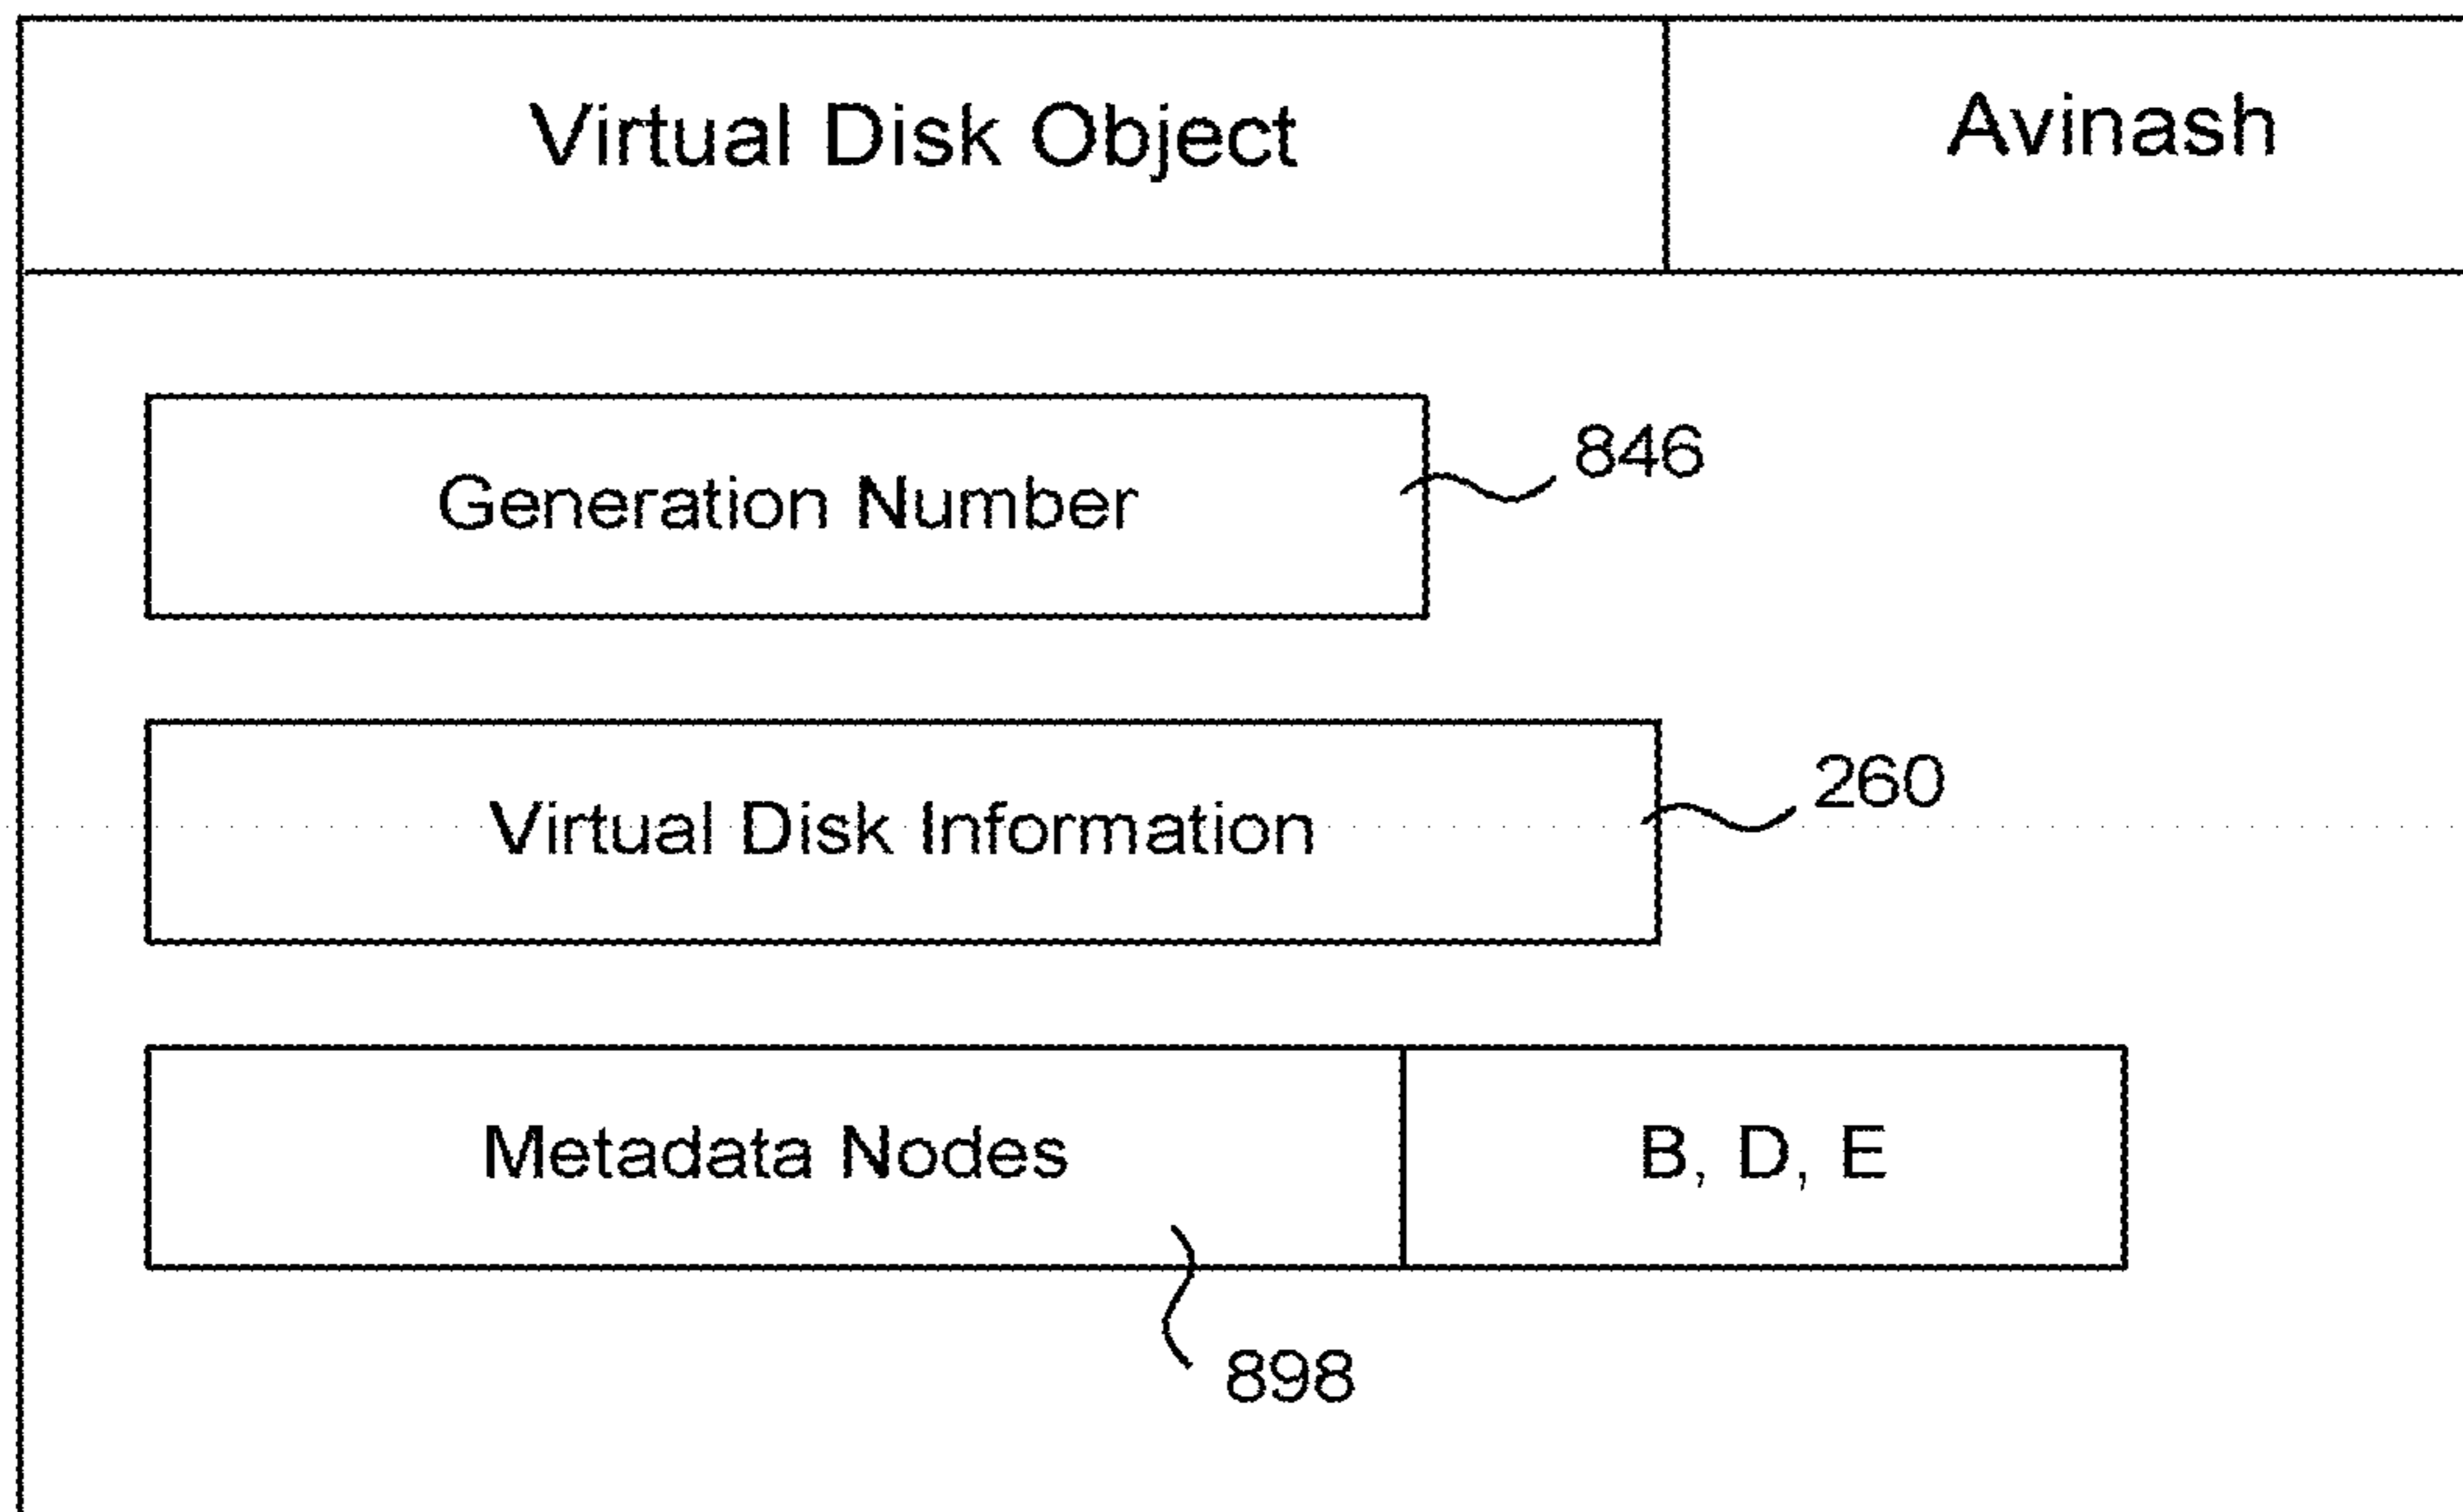 Virtual Disk Object
Avinash
Generation Number
846
Virtual Disk Information
260
Metadata Nodes
B, D, E
898